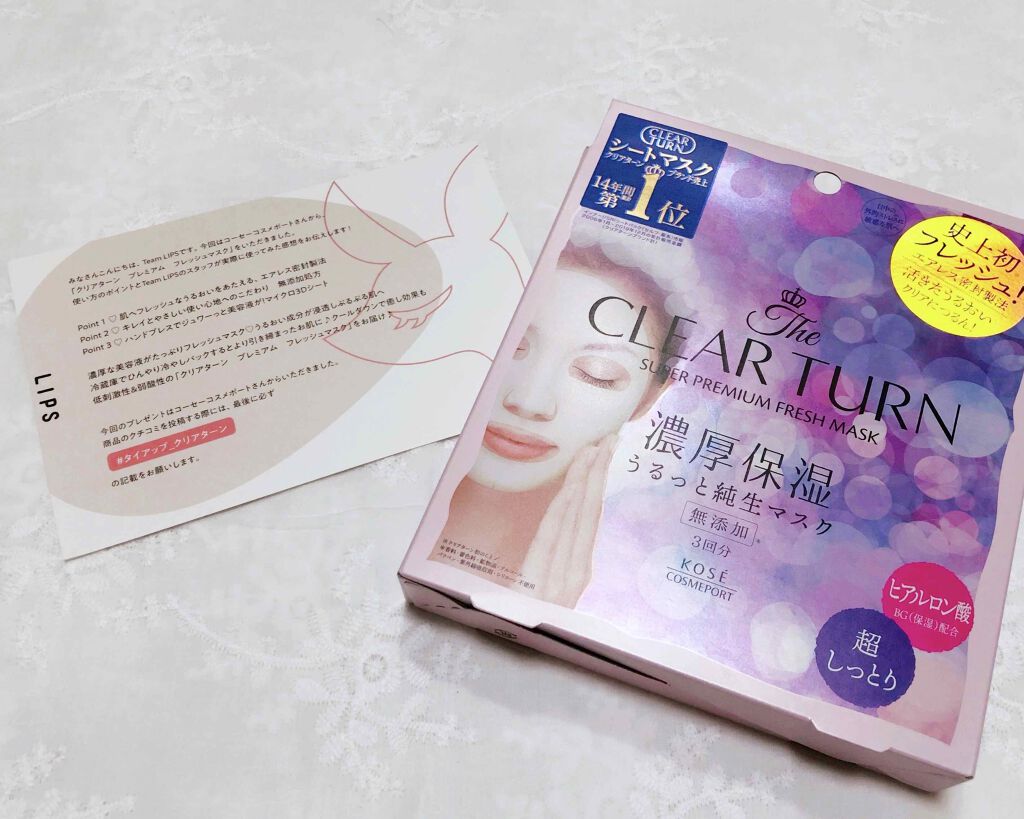 みなさんこんにちは、Team LIPSです。今回はコーセーコスメポートさんから、
「クリアターン プレミアム フレッシュマスク」をいただきました。
使い方のポイントとTeam LIPSのスタッフが実際に使ってみた感想をお伝えします!
Point 1 ♡ 肌へフレッシュなうるおいをあたえる、エアレス密封製法
Point 2 ♡ キレイとやさしい使い心地へのこだわり 無添加処方
Point 3 ♡ ハンドプレスでジュワーっと美容液が!マイクロ3Dシート
濃厚な美容液がたっぷりフレッシュマスク♡うるおい成分が浸透しぷるぷる肌へ
冷蔵庫でひんやり冷やしパックするとより引き締まったお肌に♪クールダウンで癒し効果も
低刺激性&弱酸性の「クリアターン プレミアム フレッシュマスク」をお届け♪
今回のプレゼントはコーセーコスメポートさんからいただきました。
商品のクチコミを投稿する際には、最後に必ず
#タイアップ_クリアターン
の記載をお願いします。
LIPS
CLEAR TURN
シートマスク
クリアターン ブランド売上
14年間
第1位
史上初
フレッシュ!
エアレス密封製法
活きたうるおい
クリアにつるん!
The
CLEAR TURN
SUPER PREMIUM FRESH MASK
濃厚保湿
うるっと純生マスク
無添加*
3回分
KOSÉ
COSMEPORT
ヒアルロン酸
BG(保湿)配合
超
しっとり